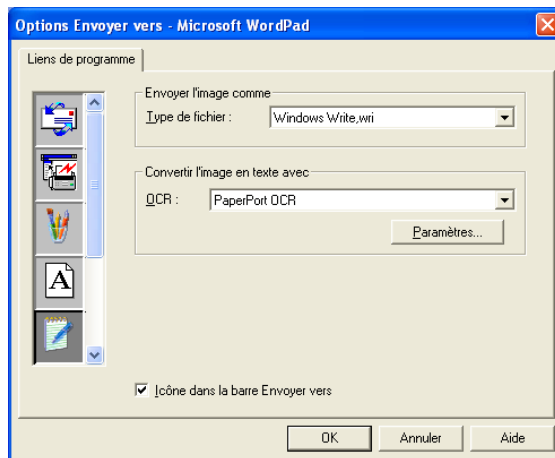 Options Envoyer vers - Microsoft WordPad
Liens de programme
Envoyer l'image comme
Type de fichier : Windows Write,wri
Convertir l'image en texte avec
OCR : PaperPort OCR
Paramètres...
A
Icône dans la barre Envoyer vers
OK Annuler Aide